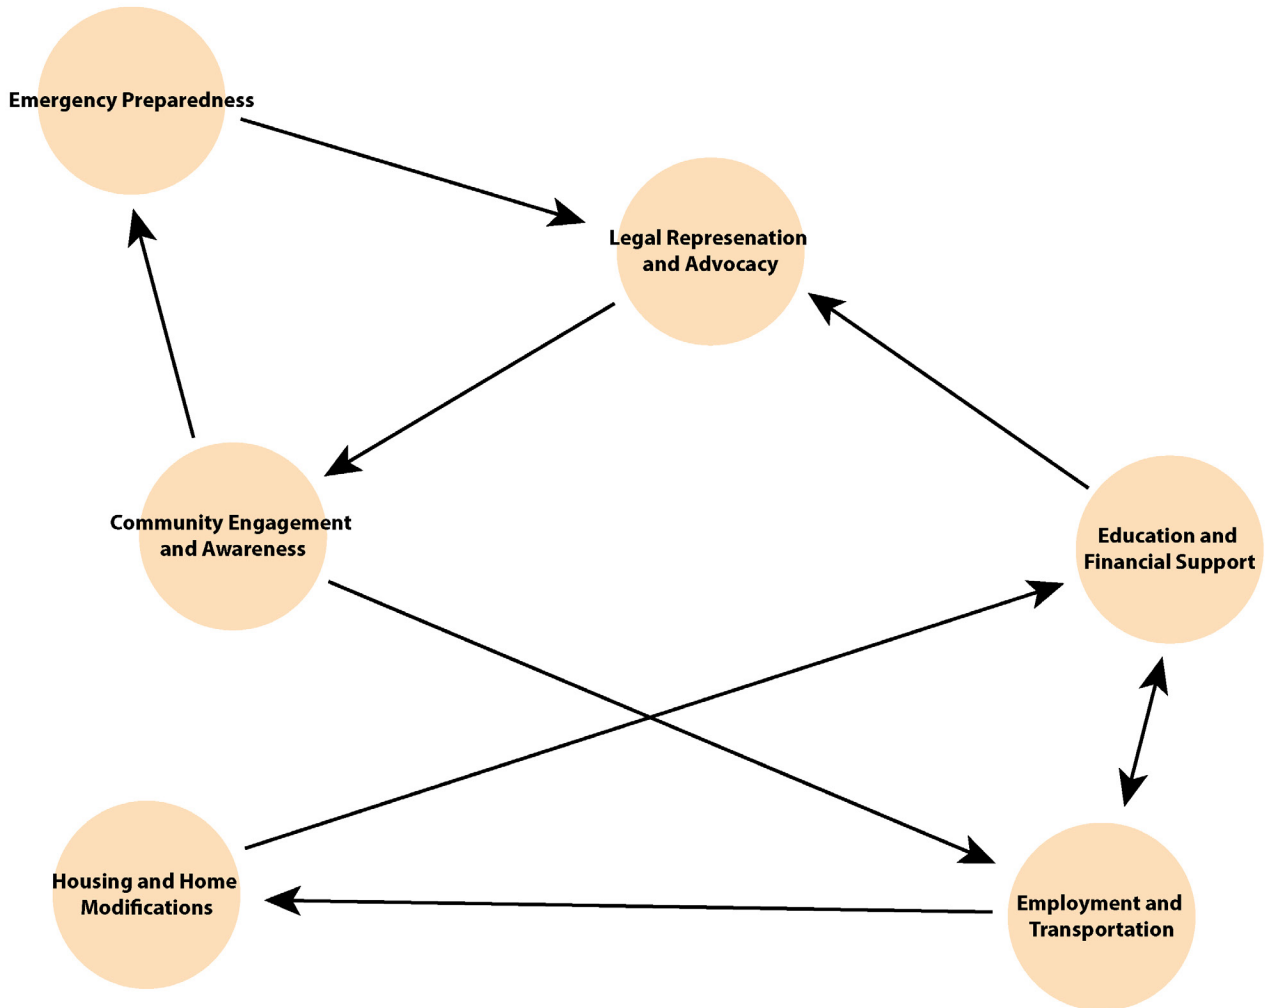 Emergency Preparedness
Legal Represenation
and Advocacy
Community Engagement
and Awareness
Education and
Financial Support
Housing and Home
Modifications
Employment and
Transportation